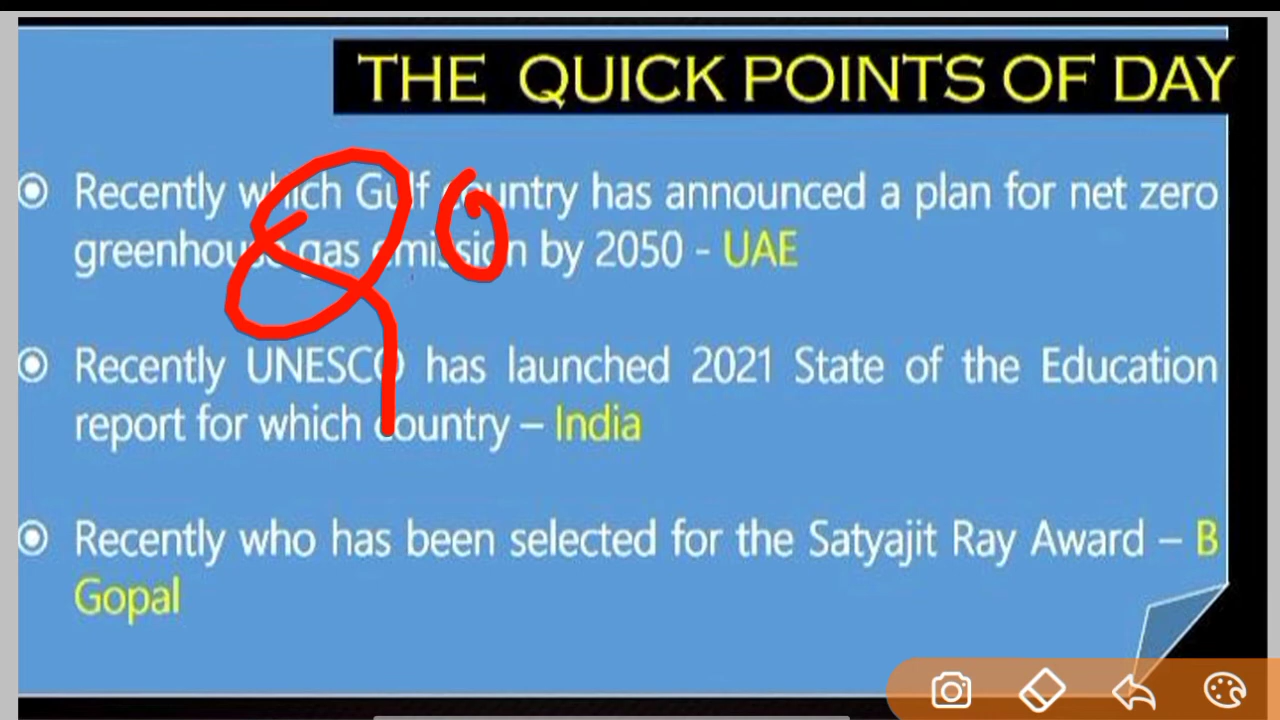 THE QUICK POINTS OF DAY
Recently which Gulf country has announced a plan for net zero
greenhouse gas emission by 2050 - UAE
Recently UNESCO has launched 2021 State of the Education
report for which country – India
Recently who has been selected for the Satyajit Ray Award – B
Gopal